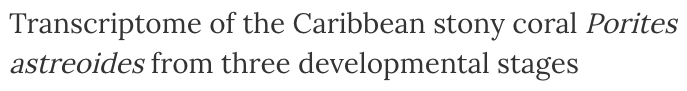 Transcriptome of the Caribbean stony coral Porites
astreoides from three developmental stages